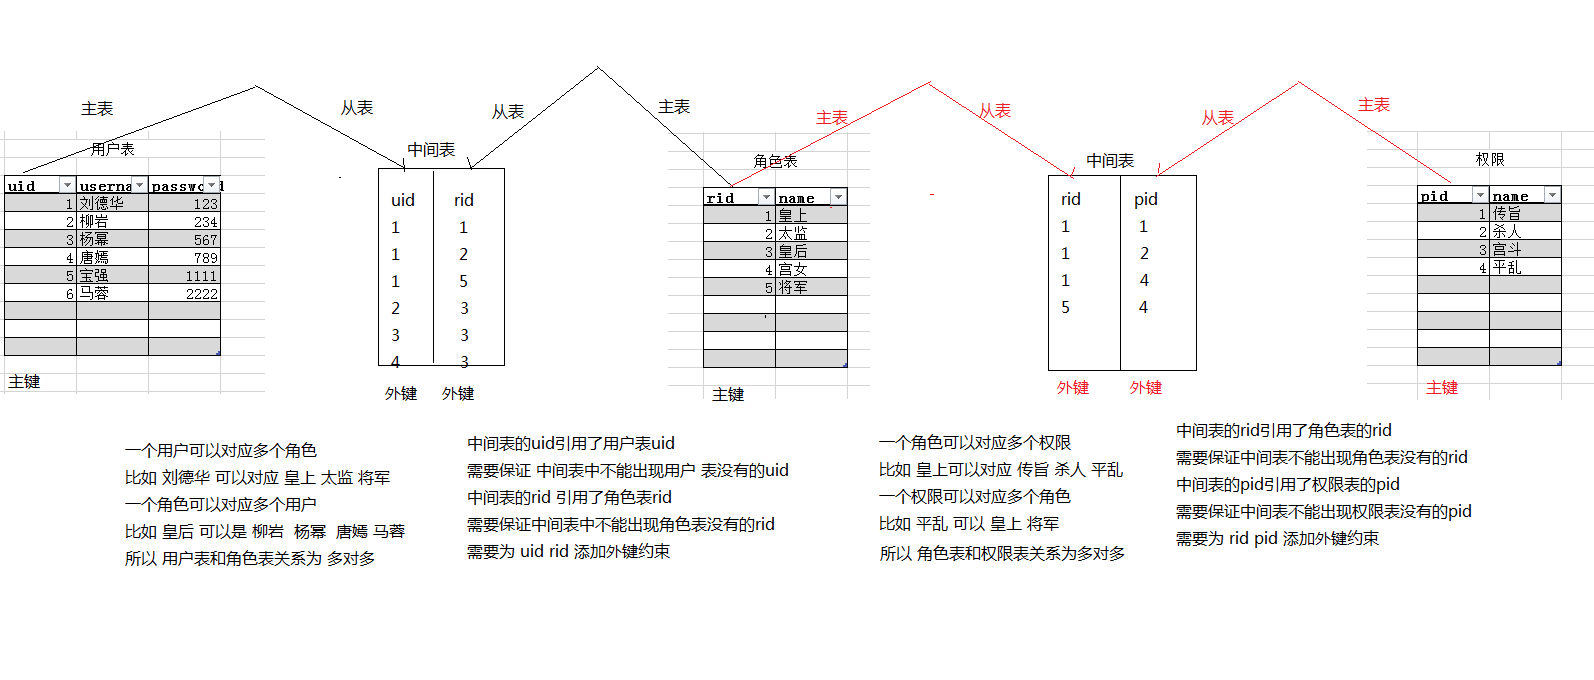 主表
从表
从表
主表
主表
从表
从表
主表
用户表
uid userna password
1 刘德华 123
2 柳岩 234
3 杨幂 567
4 唐嫣 789
5 宝强 1111
6 马蓉 2222
主键
中间表
uid rid
1 1
1 2
1 5
2 3
3 3
4 3
外键 外键
角色表
rid name
1 皇上
2 太监
3 皇后
4 宫女
5 将军
主键
中间表
rid pid
1 1
1 2
1 4
5 4
外键 外键
权限
pid name
1 传旨
2 杀人
3 宫斗
4 平乱
主键
一个用户可以对应多个角色
比如 刘德华 可以对应 皇上 太监 将军
一个角色可以对应多个用户
比如 皇后 可以是 柳岩 杨幂 唐嫣 马蓉
所以 用户表和角色表关系为 多对多
中间表的uid引用了用户表uid
需要保证 中间表中不能出现用户 表没有的uid
中间表的rid 引用了角色表rid
需要保证中间表中不能出现角色表没有的rid
需要为 uid rid 添加外键约束
一个角色可以对应多个权限
比如 皇上可以对应 传旨 杀人 平乱
一个权限可以对应多个角色
比如 平乱 可以 皇上 将军
所以 角色表和权限表关系为多对多
中间表的rid引用了角色表的rid
需要保证中间表不能出现角色表没有的rid
中间表的pid引用了权限表的pid
需要保证中间表不能出现权限表没有的pid
需要为 rid pid 添加外键约束